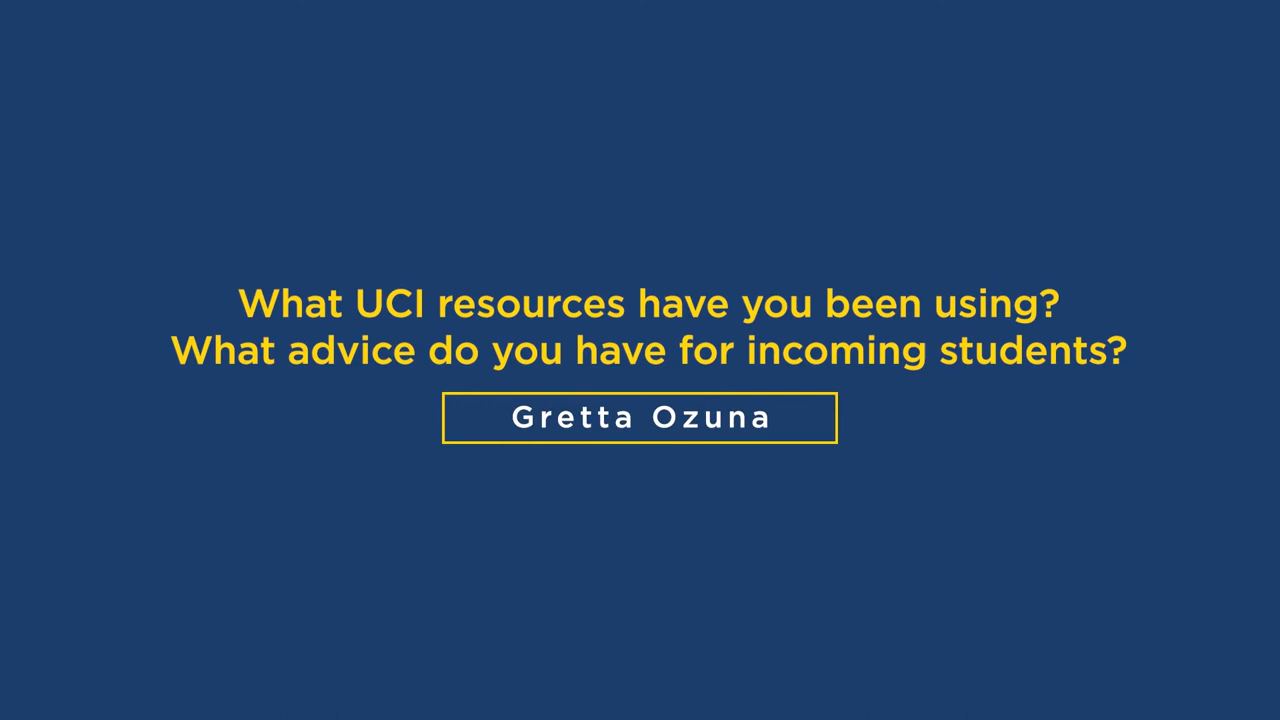 What UCI resources have you been using?
What advice do you have for incoming students?
Gretta Ozuna